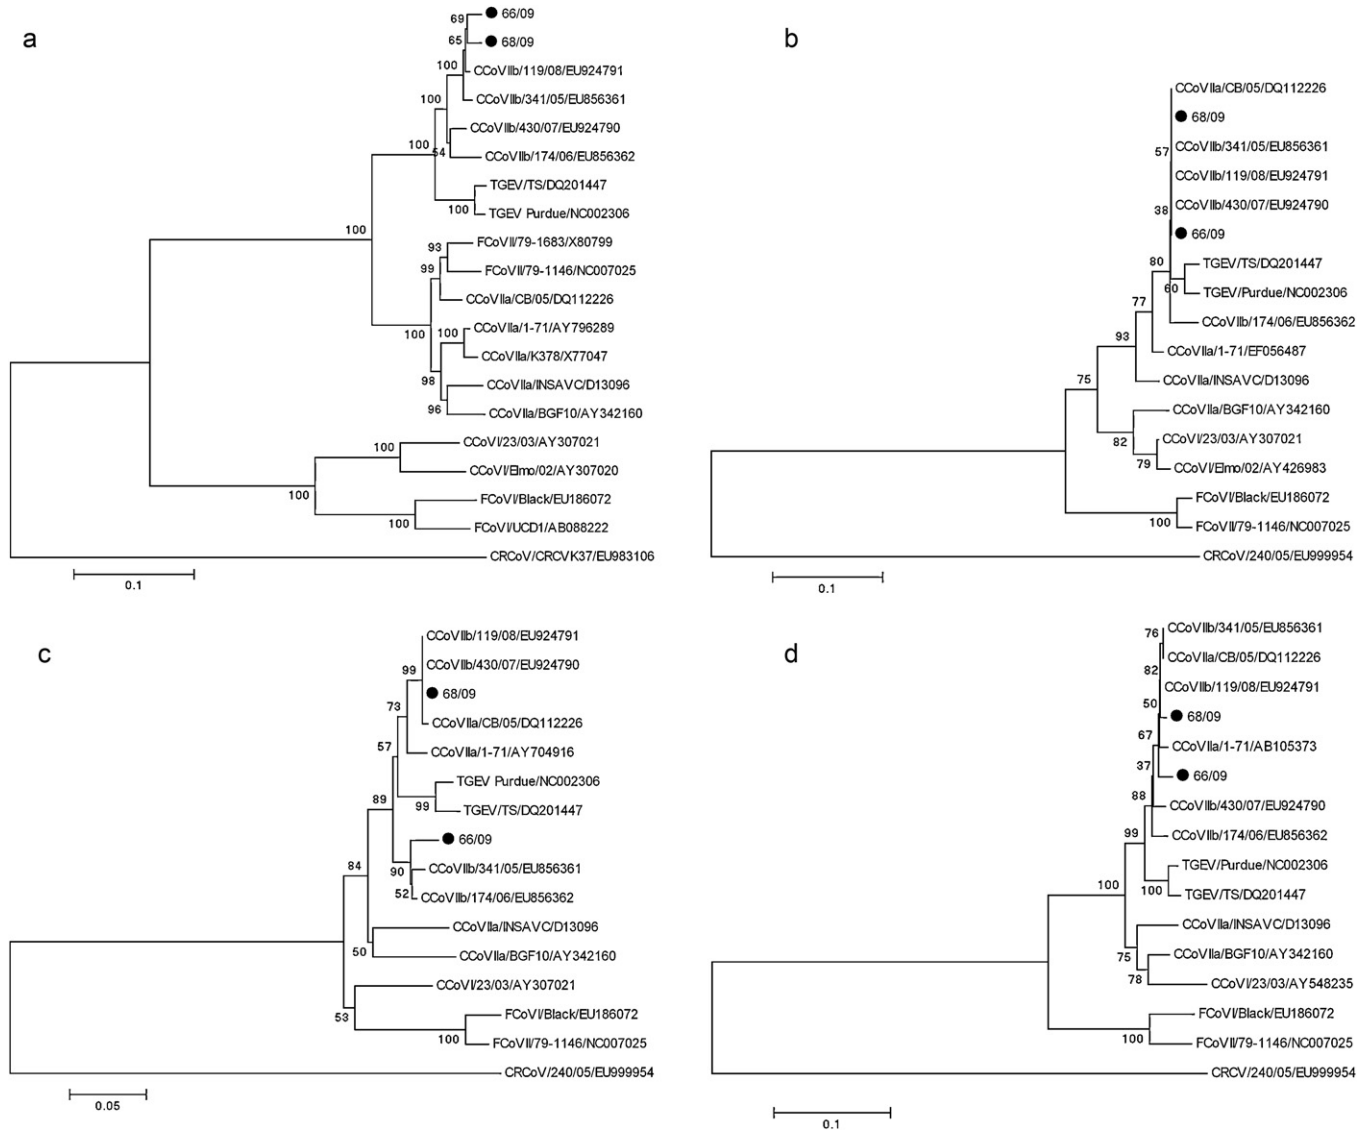 a
69
66/09
65
68/09
100
CCoVIIb/119/08/EU924791
100
CCoVIIb/341/05/EU856361
CCoVIIb/430/07/EU924790
100
54
CCoVIIb/174/06/EU856362
TGEV/TS/DQ201447
100
TGEV Purdue/NC002306
100
93
FCoVII/79-1683/X80799
99
FCoVII/79-1146/NC007025
CCoVIIa/CB/05/DQ112226
100
100
CCoVIIa/1-71/AY796289
CCoVIIa/K378/X77047
98
CCoVIIa/INSAVC/D13096
96
CCoVIIa/BGF10/AY342160
100
CCoVI/23/03/AY307021
CCoVI/Elmo/02/AY307020
100
FCoVI/Black/EU186072
100
FCoVI/UCD1/AB088222
CRCoV/CRCVK37/EU983106
0.1
b
CCoVIIa/CB/05/DQ112226
68/09
57
CCoVIIb/341/05/EU856361
CCoVIIb/119/08/EU924791
38
CCoVIIb/430/07/EU924790
66/09
80
TGEV/TS/DQ201447
60
TGEV/Purdue/NC002306
77
CCoVIIb/174/06/EU856362
93
CCoVIIa/1-71/EF056487
75
CCoVIIa/INSAVC/D13096
CCoVIIa/BGF10/AY342160
82
CCoVI/23/03/AY307021
79
CCoVI/Elmo/02/AY426983
FCoVI/Black/EU186072
100
FCoVII/79-1146/NC007025
CRCoV/240/05/EU999954
0.1
c
CCoVIIb/119/08/EU924791
99
CCoVIIb/430/07/EU924790
68/09
73
CCoVIIa/CB/05/DQ112226
57
CCoVIIa/1-71/AY704916
TGEV Purdue/NC002306
89
99
TGEV/TS/DQ201447
66/09
84
90
CCoVIIb/341/05/EU856361
52
CCoVIIb/174/06/EU856362
CCoVIIa/INSAVC/D13096
50
CCoVIIa/BGF10/AY342160
CCoVI/23/03/AY307021
53
FCoVI/Black/EU186072
100
FCoVII/79-1146/NC007025
CRCoV/240/05/EU999954
0.05
d
76
CCoVIIb/341/05/EU856361
82
CCoVIIa/CB/05/DQ112226
CCoVIIb/119/08/EU924791
50
68/09
67
CCoVIIa/1-71/AB105373
37
66/09
88
CCoVIIb/430/07/EU924790
99
CCoVIIb/174/06/EU856362
TGEV/Purdue/NC002306
100
100
TGEV/TS/DQ201447
CCoVIIa/INSAVC/D13096
75
CCoVIIa/BGF10/AY342160
78
CCoVI/23/03/AY548235
FCoVI/Black/EU186072
100
FCoVII/79-1146/NC007025
CRCV/240/05/EU999954
0.1